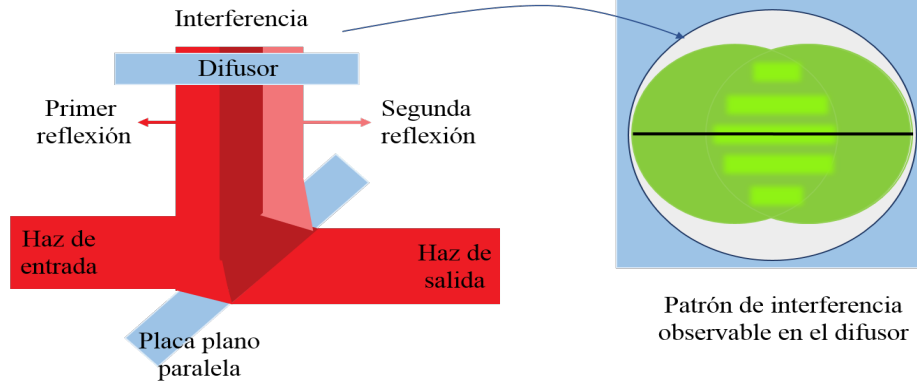 Interferencia
Difusor
Primer
reflexión
Segunda
reflexión
Haz de
entrada
Haz de
salida
Placa plano
paralela
Patrón de interferencia
observable en el difusor